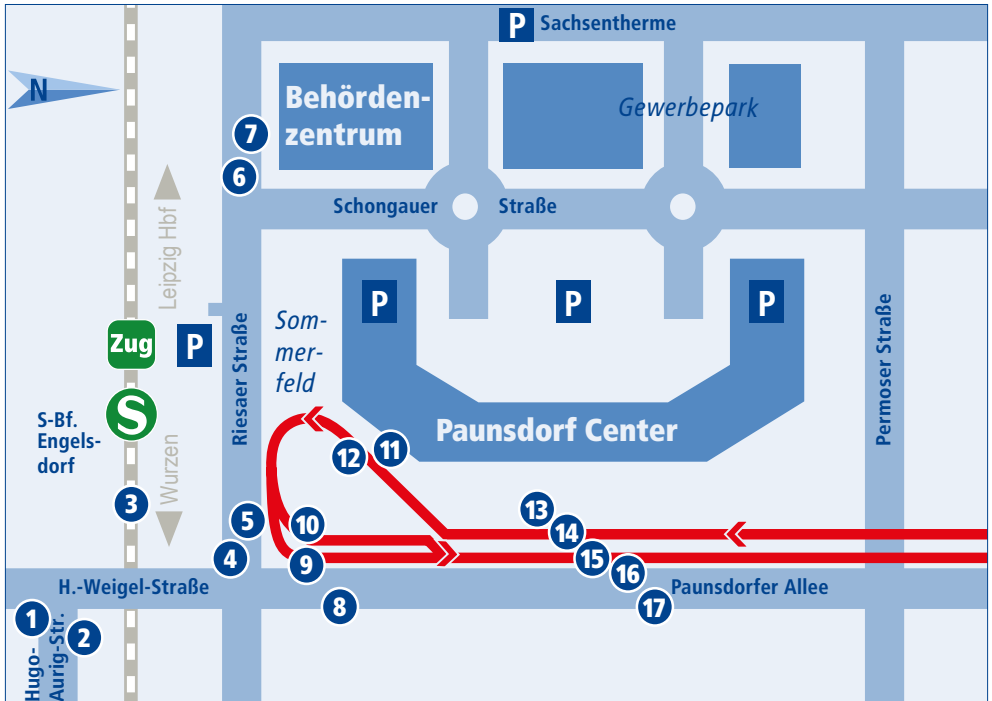 P Sachsentherme
N
Behörden-
zentrum
Gewerbepark
7
6
Schongauer Straße
Leipzig Hbf
P
P
P
Zug
P
Som-
mer-
feld
Riesaer Straße
Permoser Straße
S
S-Bf.
Engels-
dorf
Wurzen
Paunsdorf Center
12
11
3
5
10
13
14
4
9
15
16
H.-Weigel-Straße
Paunsdorfer Allee
8
17
1
2
Hugo-
Aurig-Str.